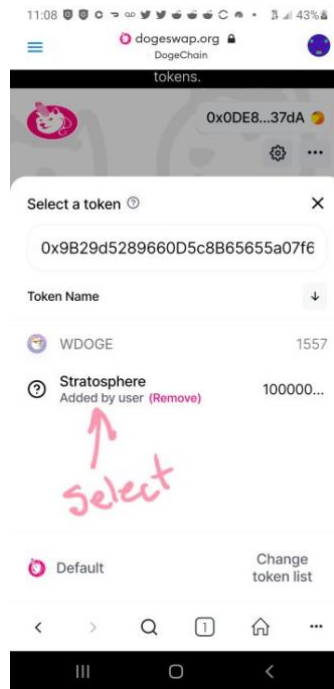 11:08
43%
dogeswap.org
DogeChain
tokens.
0x0DE8...37dA
Select a token
0x9B29d5289660D5c8B65655a07f6
Token Name
WDOGE 1557
Stratosphere
Added by user (Remove) 100000...
select
Default
Change
token list
1